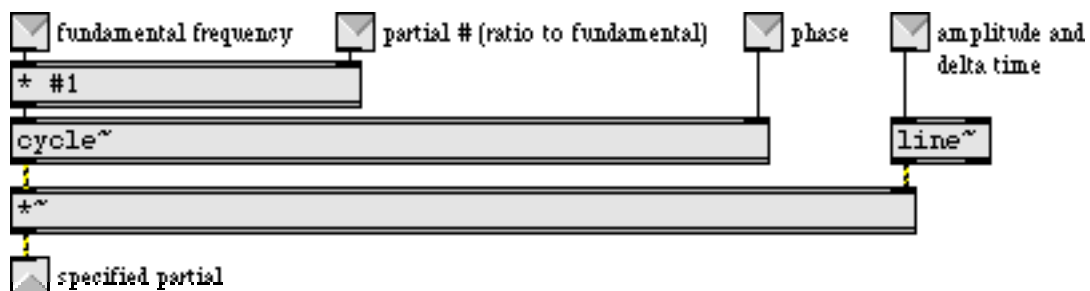 fundamental frequency
partial # (ratio to fundamental)
phase
amplitude and
delta time
* #1
cycle~
line~
*~
specified partial